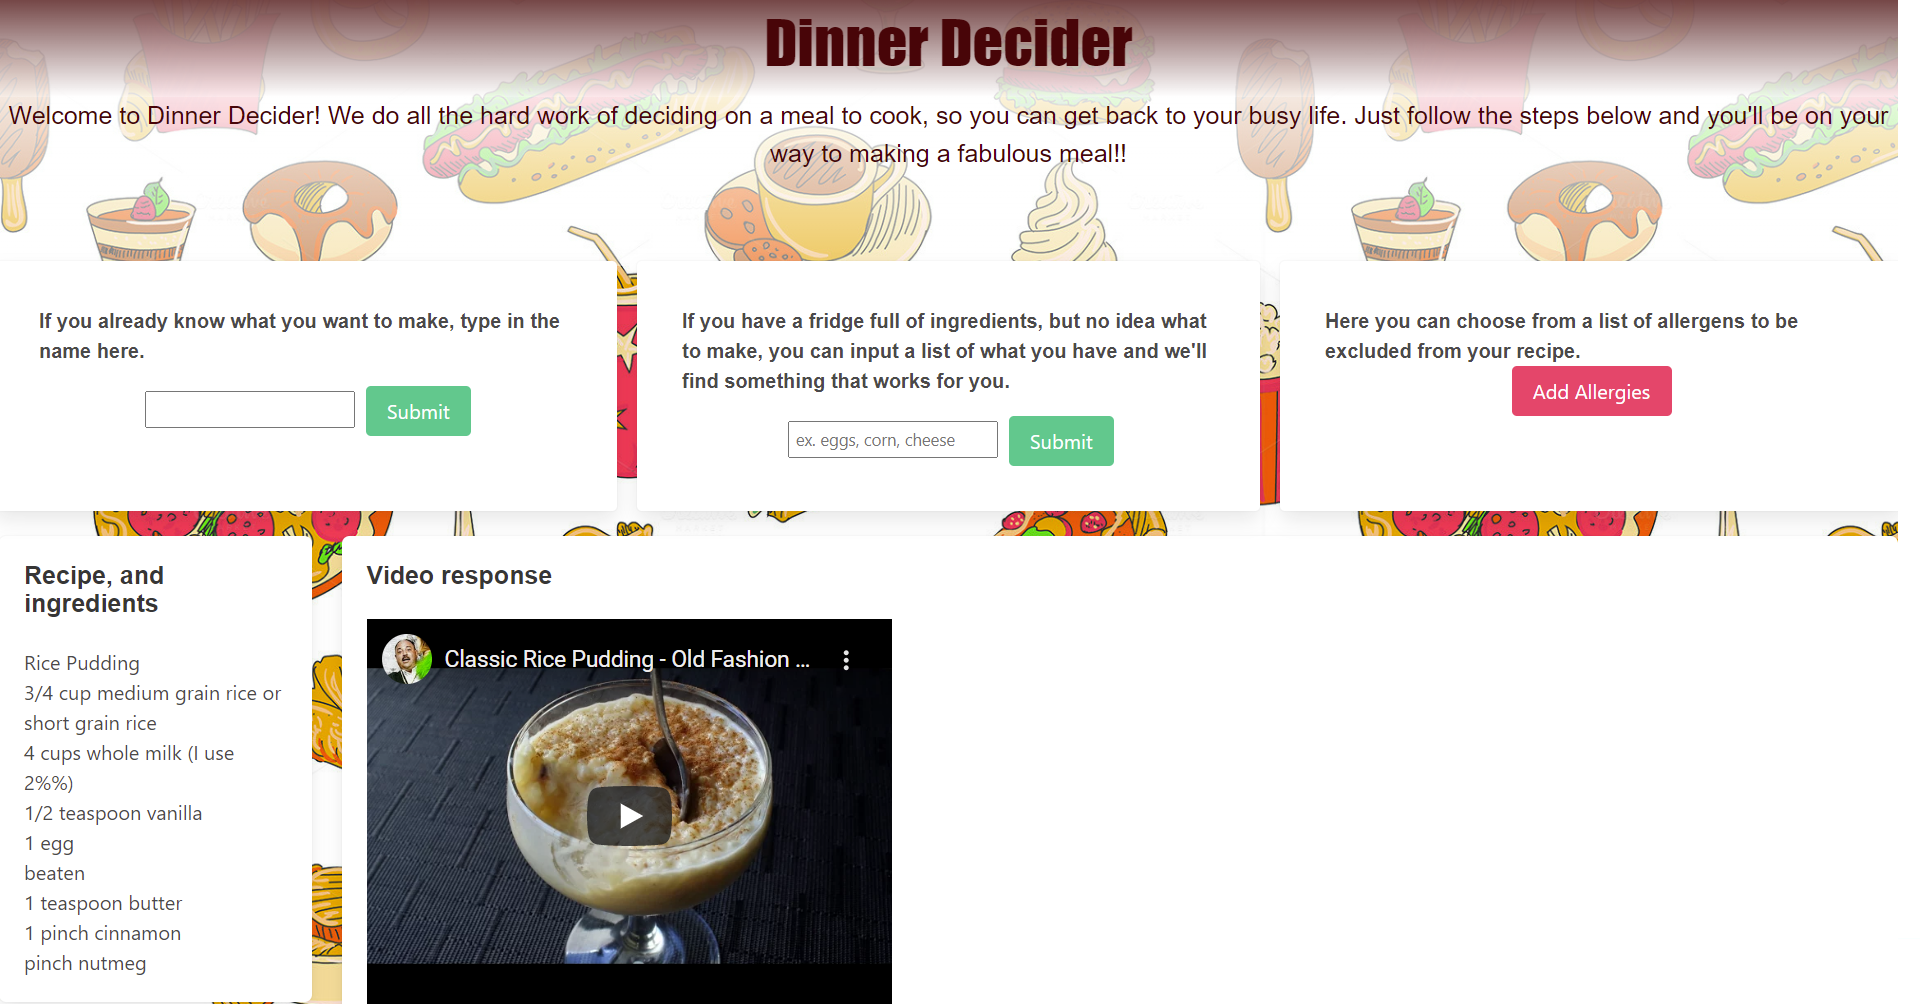 Dinner Decider
Welcome to Dinner Decider! We do all the hard work of deciding on a meal to cook, so you can get back to your busy life. Just follow the steps below and you'll be on your
way to making a fabulous meal!!
If you already know what you want to make, type in the
name here.
Submit
If you have a fridge full of ingredients, but no idea what
to make, you can input a list of what you have and we'll
find something that works for you.
ex. eggs, corn, cheese
Submit
Here you can choose from a list of allergens to be
excluded from your recipe.
Add Allergies
Recipe, and
ingredients
Rice Pudding
3/4 cup medium grain rice or
short grain rice
4 cups whole milk (I use
2%%)
1/2 teaspoon vanilla
1 egg
beaten
1 teaspoon butter
1 pinch cinnamon
pinch nutmeg
Video response
Classic Rice Pudding - Old Fashion ...